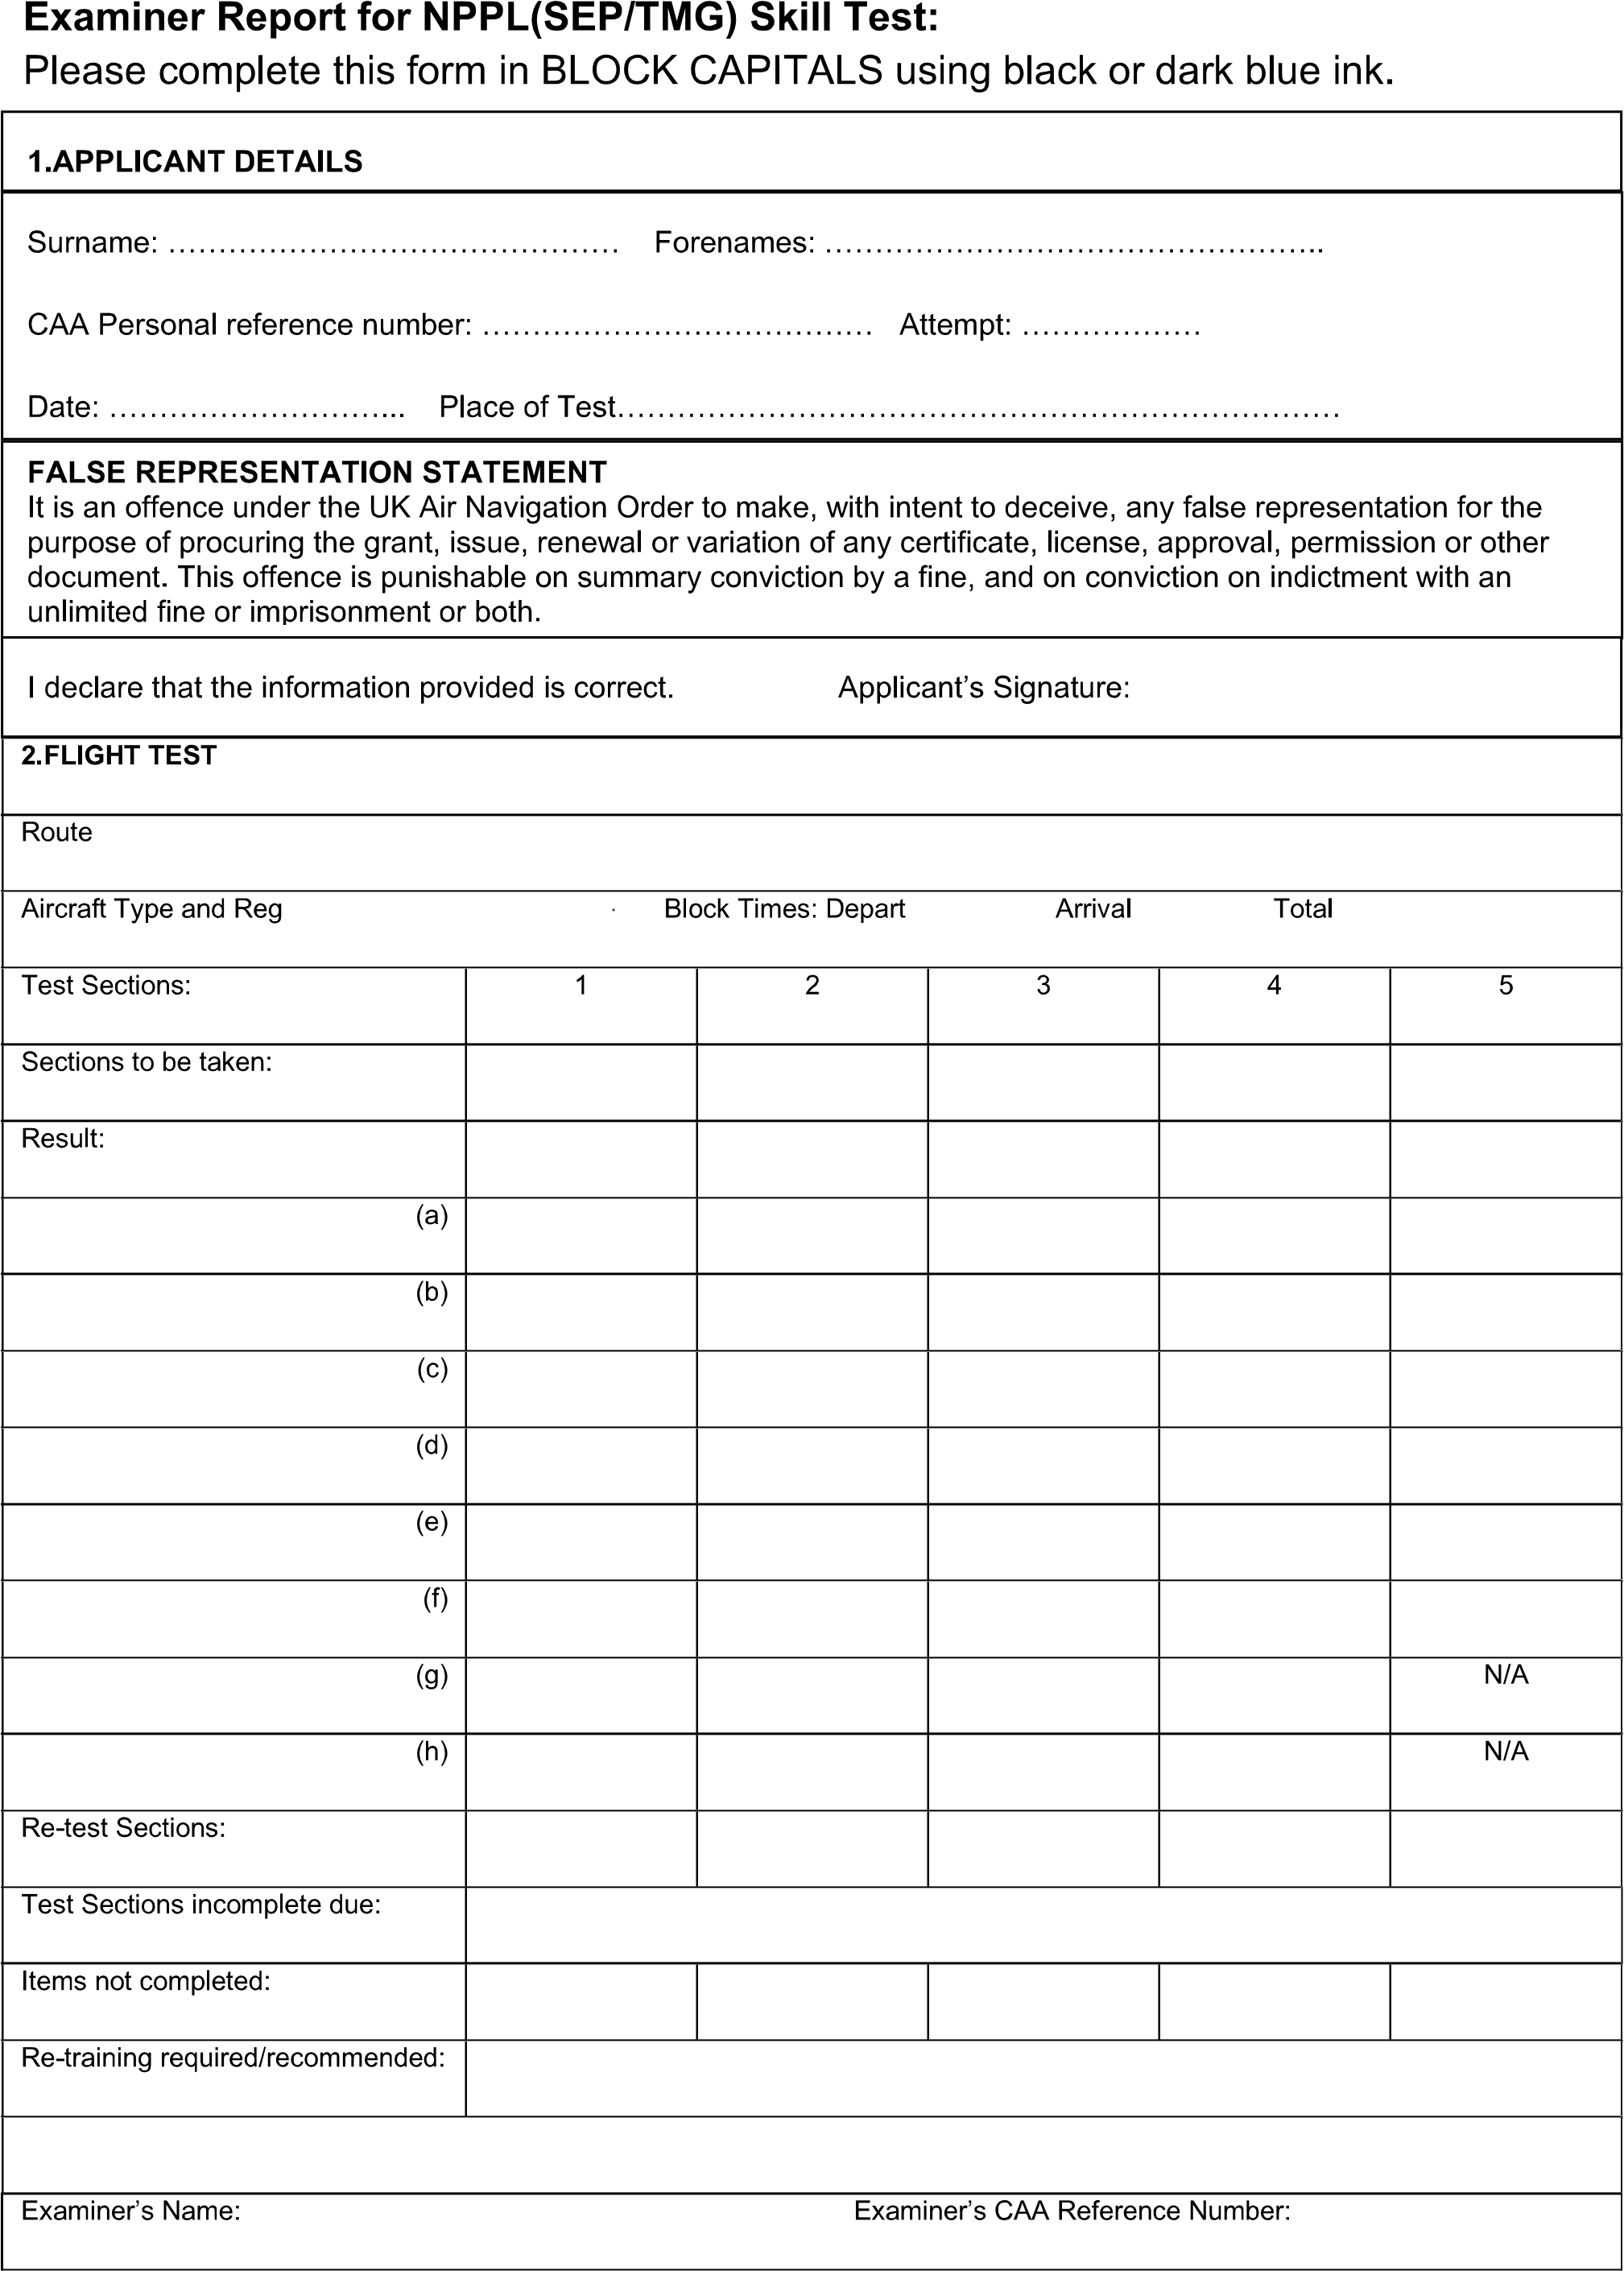 Examiner Report for NPPL(SEP/TMG) Skill Test:
Please complete this form in BLOCK CAPITALS using black or dark blue ink.
1.APPLICANT DETAILS
Surname: ……………………………………… Forenames: …………………………………………..
CAA Personal reference number: ………………………………… Attempt: ………………
Date: ………………………... Place of Test………………………………………………………………
FALSE REPRESENTATION STATEMENT
It is an offence under the UK Air Navigation Order to make, with intent to deceive, any false representation for the
purpose of procuring the grant, issue, renewal or variation of any certificate, license, approval, permission or other
document. This offence is punishable on summary conviction by a fine, and on conviction on indictment with an
unlimited fine or imprisonment or both.
I declare that the information provided is correct. Applicant’s Signature:
2.FLIGHT TEST
Route
Aircraft Type and Reg . Block Times: Depart Arrival Total
Test Sections: 1 2 3 4 5
Sections to be taken:
Result:
(a)
(b)
(c)
(d)
(e)
(f)
(g) N/A
(h) N/A
Re-test Sections:
Test Sections incomplete due:
Items not completed:
Re-training required/recommended:
Examiner’s Name: Examiner’s CAA Reference Number: